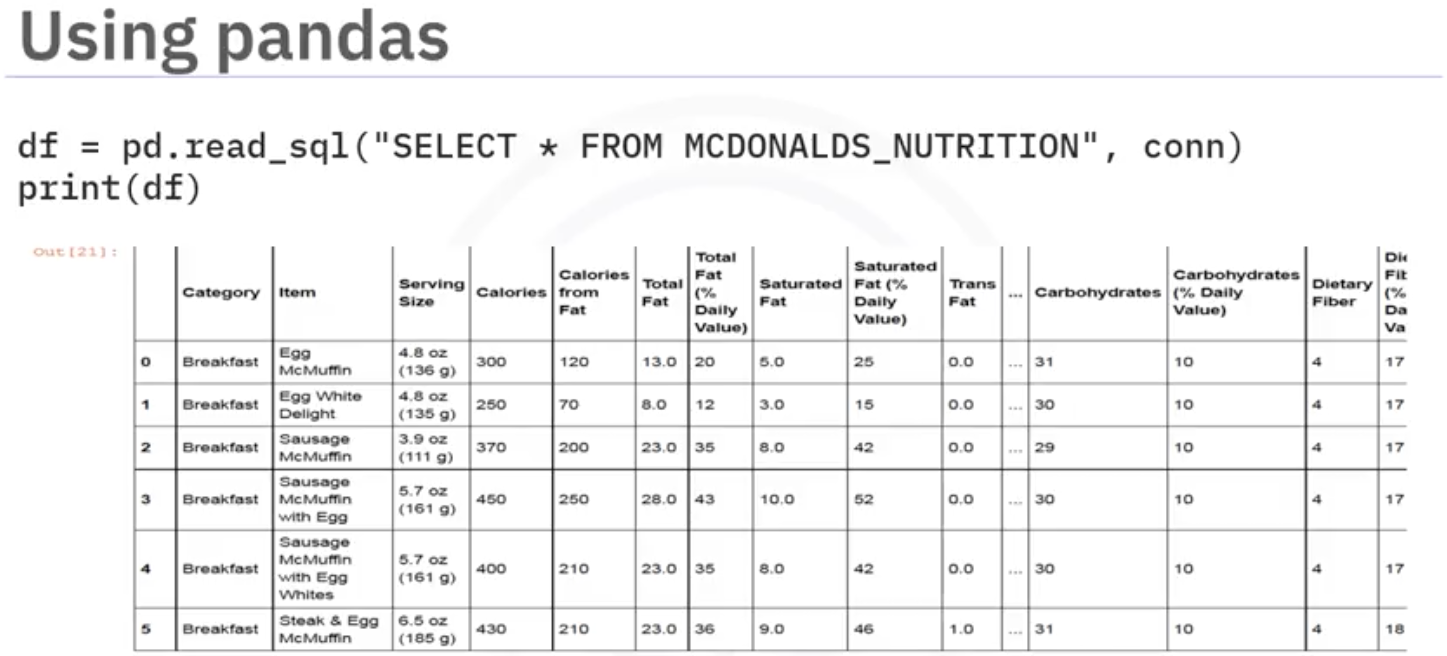 Using pandas
df = pd.read_sql("SELECT * FROM MCDONALDS_NUTRITION", conn)
print(df)
Out[21]:
Category Item Serving Size Calories Calories from Fat Total Fat Total Fat (% Daily Value) Saturated Fat Saturated Fat (% Daily Value) Trans Fat ... Carbohydrates Carbohydrates (% Daily Value) Dietary Fiber (%
0 Breakfast Egg McMuffin 4.8 oz (136 g) 300 120 13.0 20 5.0 25 0.0 ... 31 10 4 17
1 Breakfast Egg White Delight 4.8 oz (135 g) 250 70 8.0 12 3.0 15 0.0 ... 30 10 4 17
2 Breakfast Sausage McMuffin 3.9 oz (111 g) 370 200 23.0 35 8.0 42 0.0 ... 29 10 4 17
3 Breakfast Sausage McMuffin with Egg 5.7 oz (161 g) 450 250 28.0 43 10.0 52 0.0 ... 30 10 4 17
4 Breakfast Sausage McMuffin with Egg Whites 5.7 oz (161 g) 400 210 23.0 35 8.0 42 0.0 ... 30 10 4 17
5 Breakfast Steak & Egg McMuffin 6.5 oz (185 g) 430 210 23.0 36 9.0 46 1.0 ... 31 10 4 18